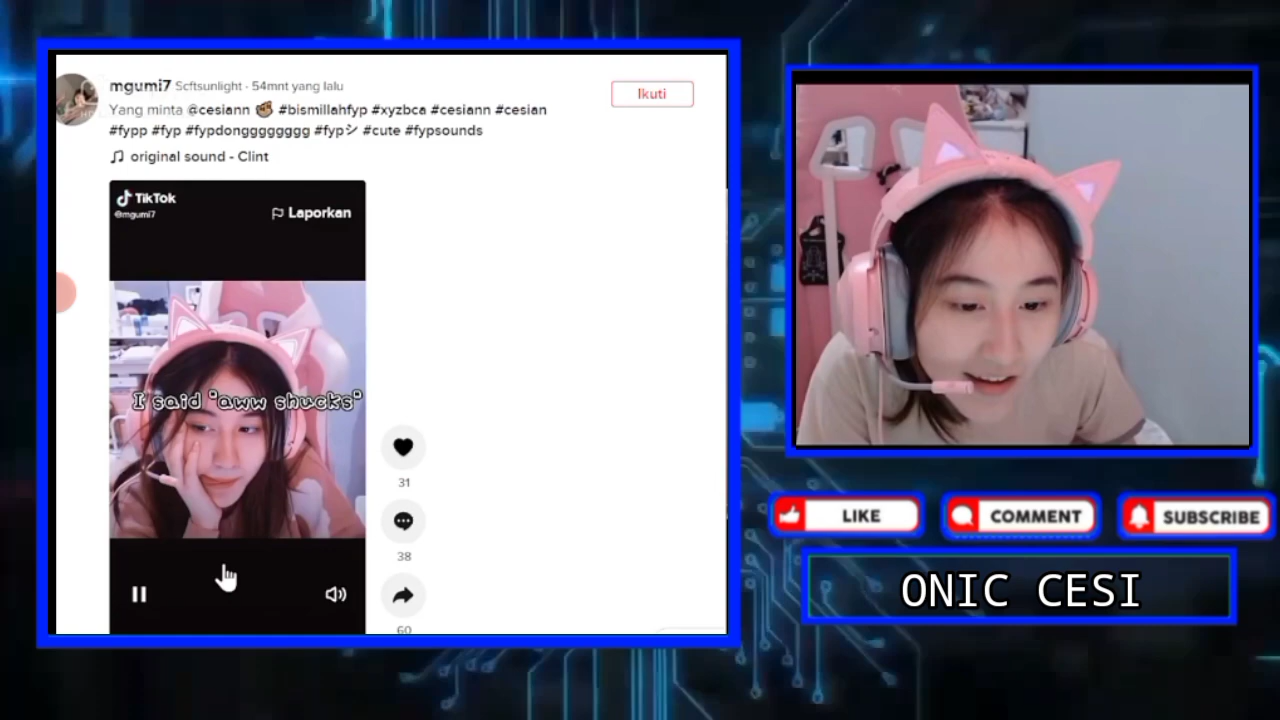 mgumi7 Scftsunlight · 54mnt yang lalu
Ikuti
Yang minta @cesiann #bismillahfyp #xyzbca #cesiann #cesian
#fypp #fyp #fypdonggggggg #fypシ #cute #fypsounds
original sound - Clint
TikTok
@mgumi7
Laporkan
I said "aww shucks"
31
38
60
LIKE
COMMENT
SUBSCRIBE
ONIC CESI